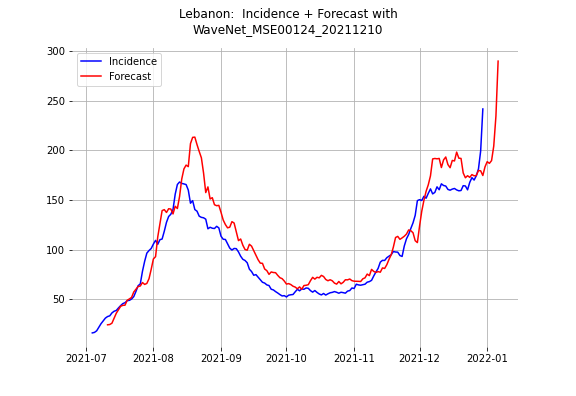 Lebanon:  Incidence + Forecast with
WaveNet_MSE00124_20211210
300
Incidence
Forecast
250
200
150
100
50
2021-07 2021-08 2021-09 2021-10 2021-11 2021-12 2022-01